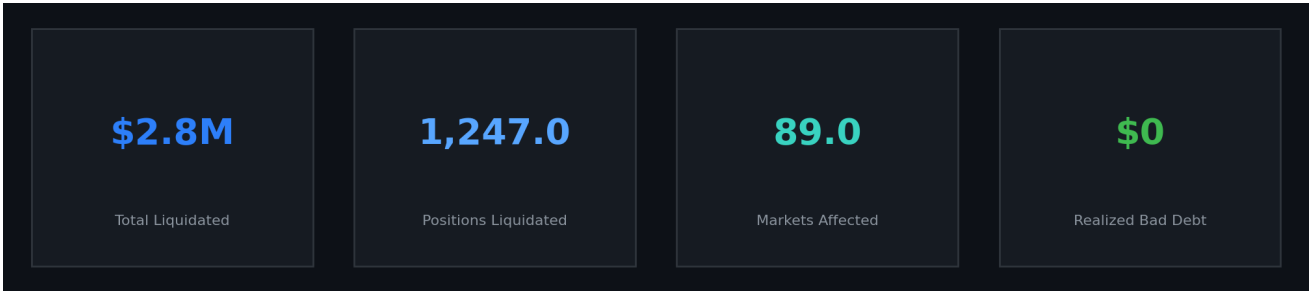 $2.8M
Total Liquidated
1,247.0
Positions Liquidated
89.0
Markets Affected
$0
Realized Bad Debt